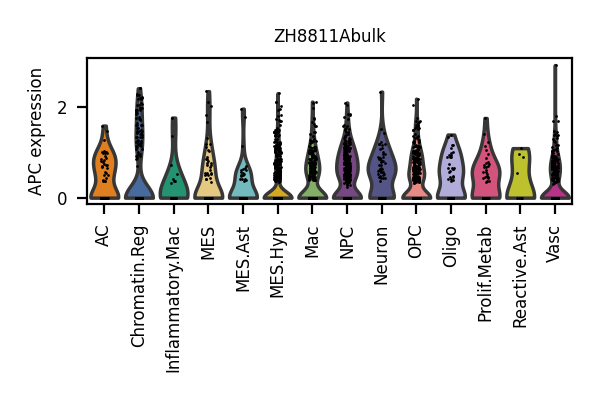 ZH8811Abulk
APC expression
2
0
AC
Chromatin.Reg
Inflammatory.Mac
MES
MES.Ast
MES.Hyp
Mac
NPC
Neuron
OPC
Oligo
Prolif.Metab
Reactive.Ast
Vasc